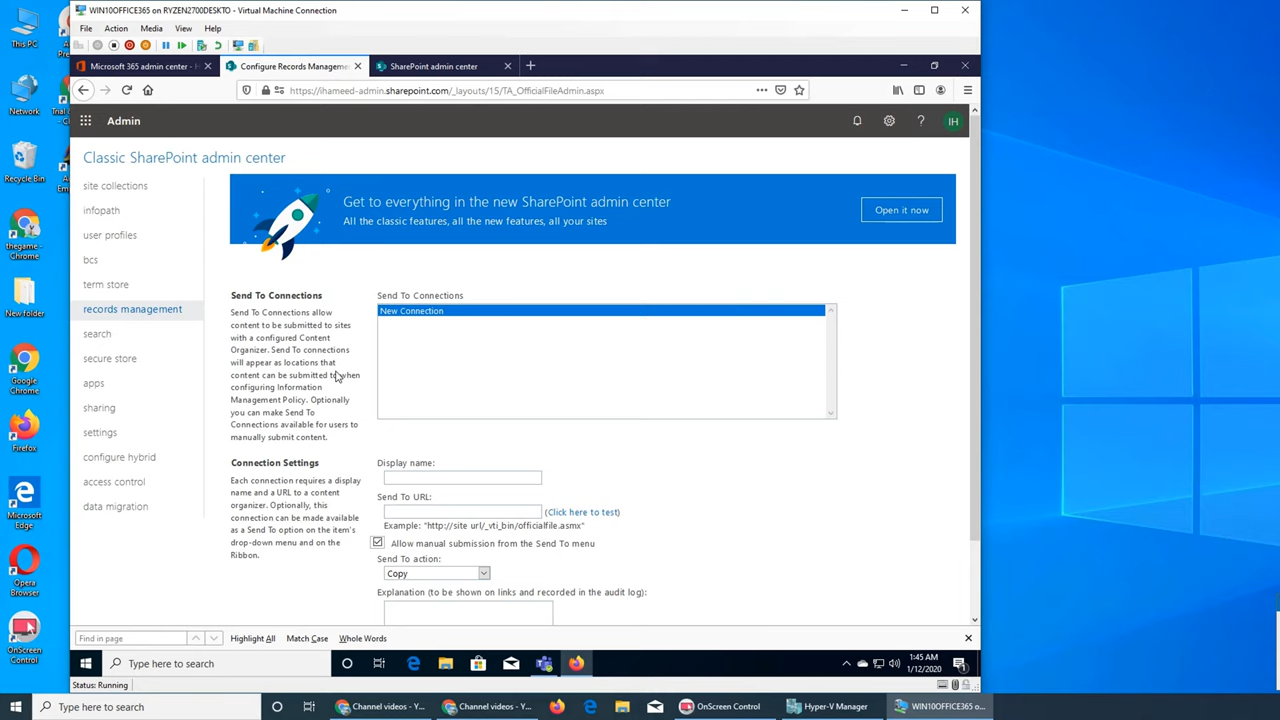 WIN10OFFICE365 on RYZEN2700DESKTO - Virtual Machine Connection
File Action Media View Help
Microsoft 365 admin center - H
Configure Records Manageme
SharePoint admin center
https://ihameed-admin.sharepoint.com/_layouts/15/TA_OfficialFileAdmin.aspx
Admin
IH
Classic SharePoint admin center
site collections
infopath
user profiles
bcs
term store
records management
search
secure store
apps
sharing
settings
configure hybrid
access control
data migration
Get to everything in the new SharePoint admin center
All the classic features, all the new features, all your sites
Open it now
Send To Connections
Send To Connections allow
content to be submitted to sites
with a configured Content
Organizer. Send To connections
will appear as locations that
content can be submitted to when
configuring Information
Management Policy. Optionally
you can make Send To
Connections available for users to
manually submit content.
Send To Connections
New Connection
Connection Settings
Each connection requires a display
name and a URL to a content
organizer. Optionally, this
connection can be made available
as a Send To option on the item's
drop-down menu and on the
Ribbon.
Display name:
Send To URL:
(Click here to test)
Example: "http://site url/_vti_bin/officialfile.asmx"
Allow manual submission from the Send To menu
Send To action:
Copy
Explanation (to be shown on links and recorded in the audit log):
Find in page
Highlight All Match Case Whole Words
Type here to search
1:45 AM
1/12/2020
Status: Running
This PC
Network
Recycle Bin
thegame -
Chrome
New folder
Google
Chrome
Firefox
Microsoft
Edge
Opera
Browser
OnScreen
Control
Type here to search
Channel videos - Y...
Channel videos - Y...
OnScreen Control
Hyper-V Manager
WIN10OFFICE365 o...